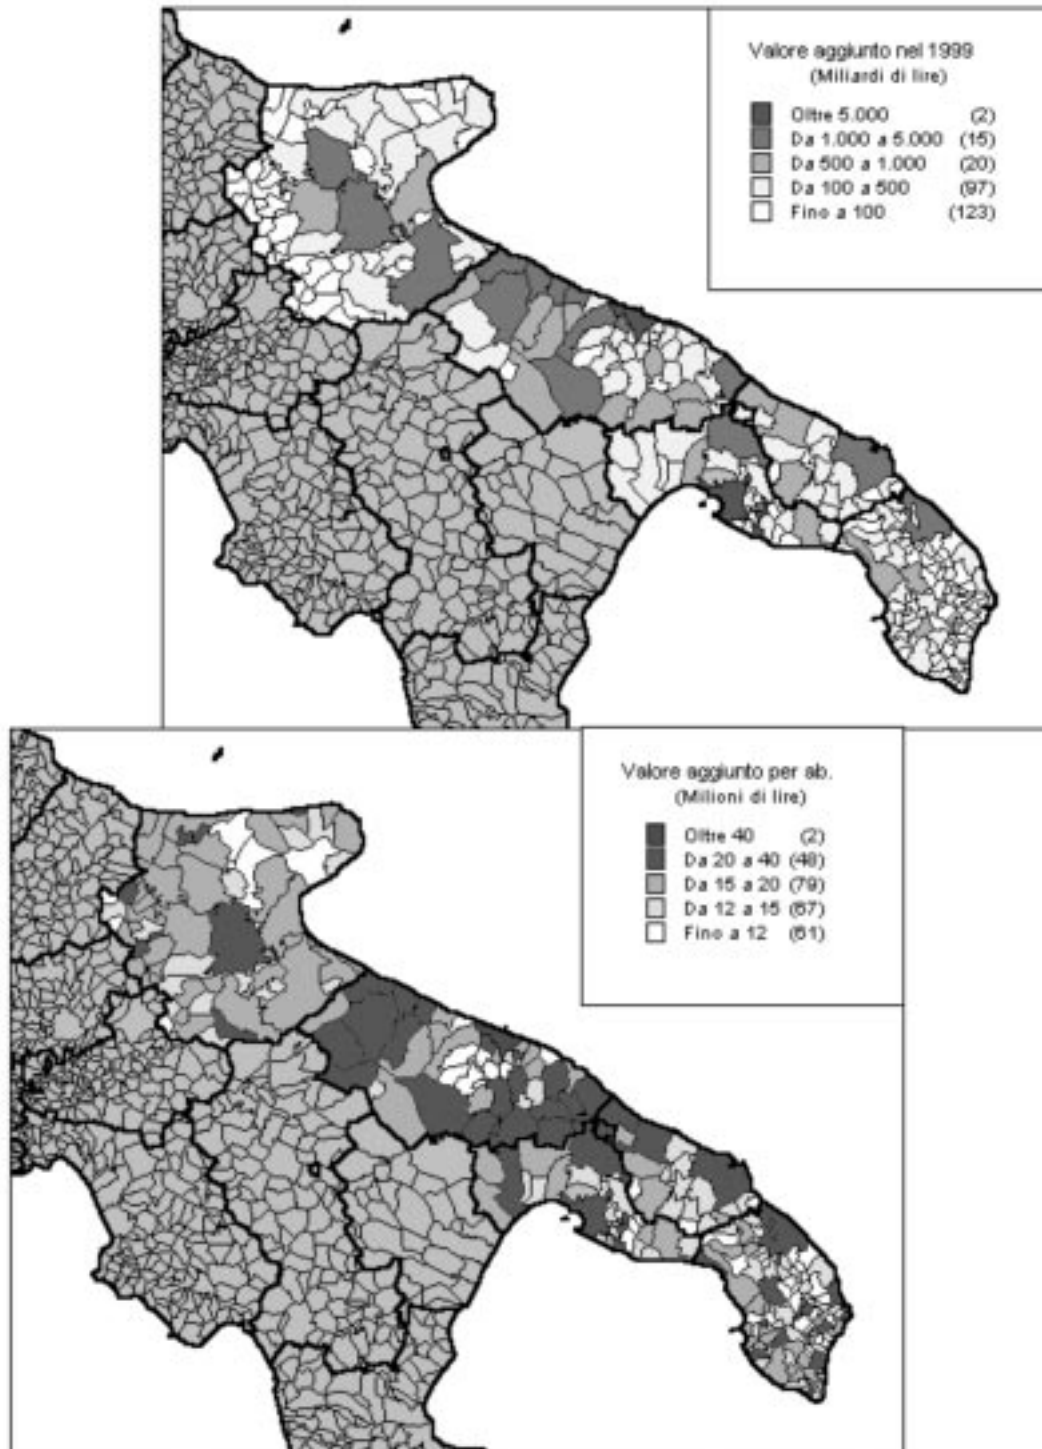 Valore aggiunto nel 1999
(Miliardi di lire)
Oltre 5.000 (2)
Da 1.000 a 5.000 (15)
Da 500 a 1.000 (20)
Da 100 a 500 (97)
Fino a 100 (123)
Valore aggiunto per ab.
(Milioni di lire)
Oltre 40 (2)
Da 20 a 40 (48)
Da 15 a 20 (79)
Da 12 a 15 (67)
Fino a 12 (61)